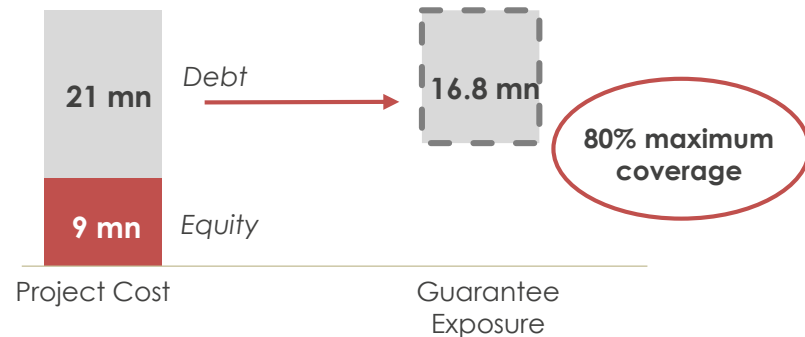 Debt
21 mn
16.8 mn
80% maximum
coverage
9 mn
Equity
Project Cost
Guarantee
Exposure